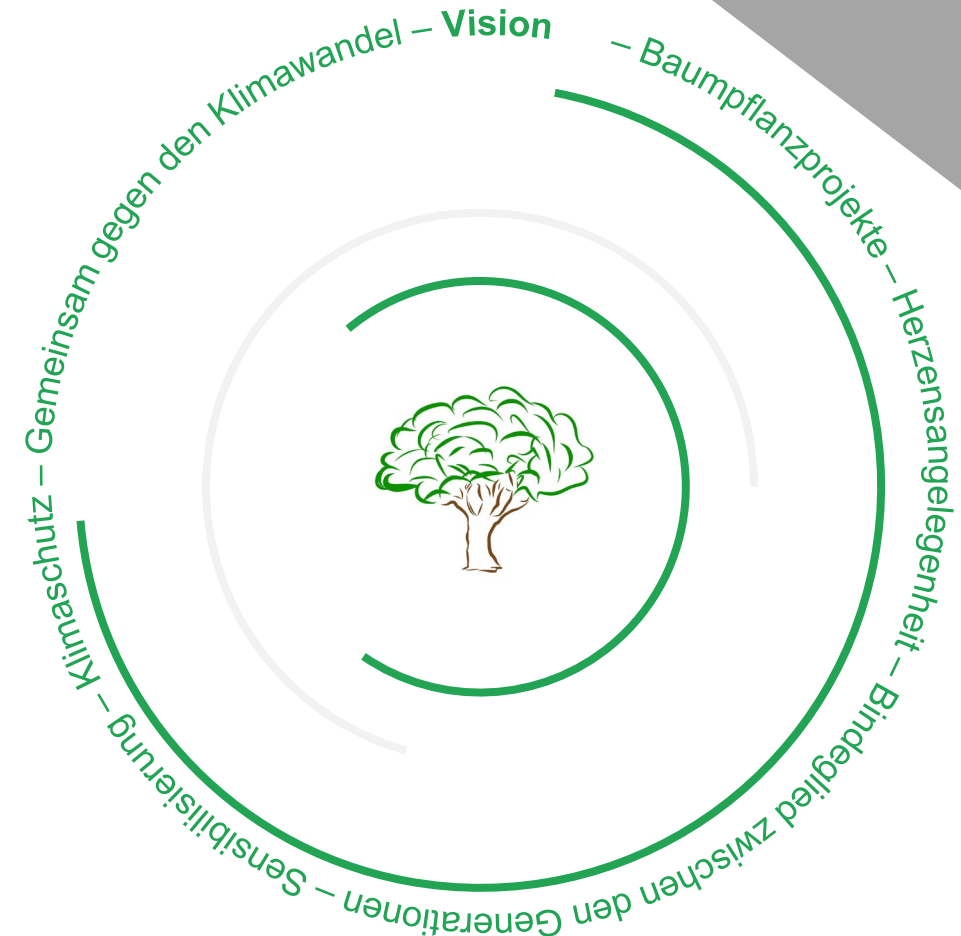 Vision – Baumpflanzprojekte – Herzensangelegenheit – Bindeglied zwischen den Generationen – Sensibilisierung – Klimaschutz – Gemeinsam gegen den Klimawandel –